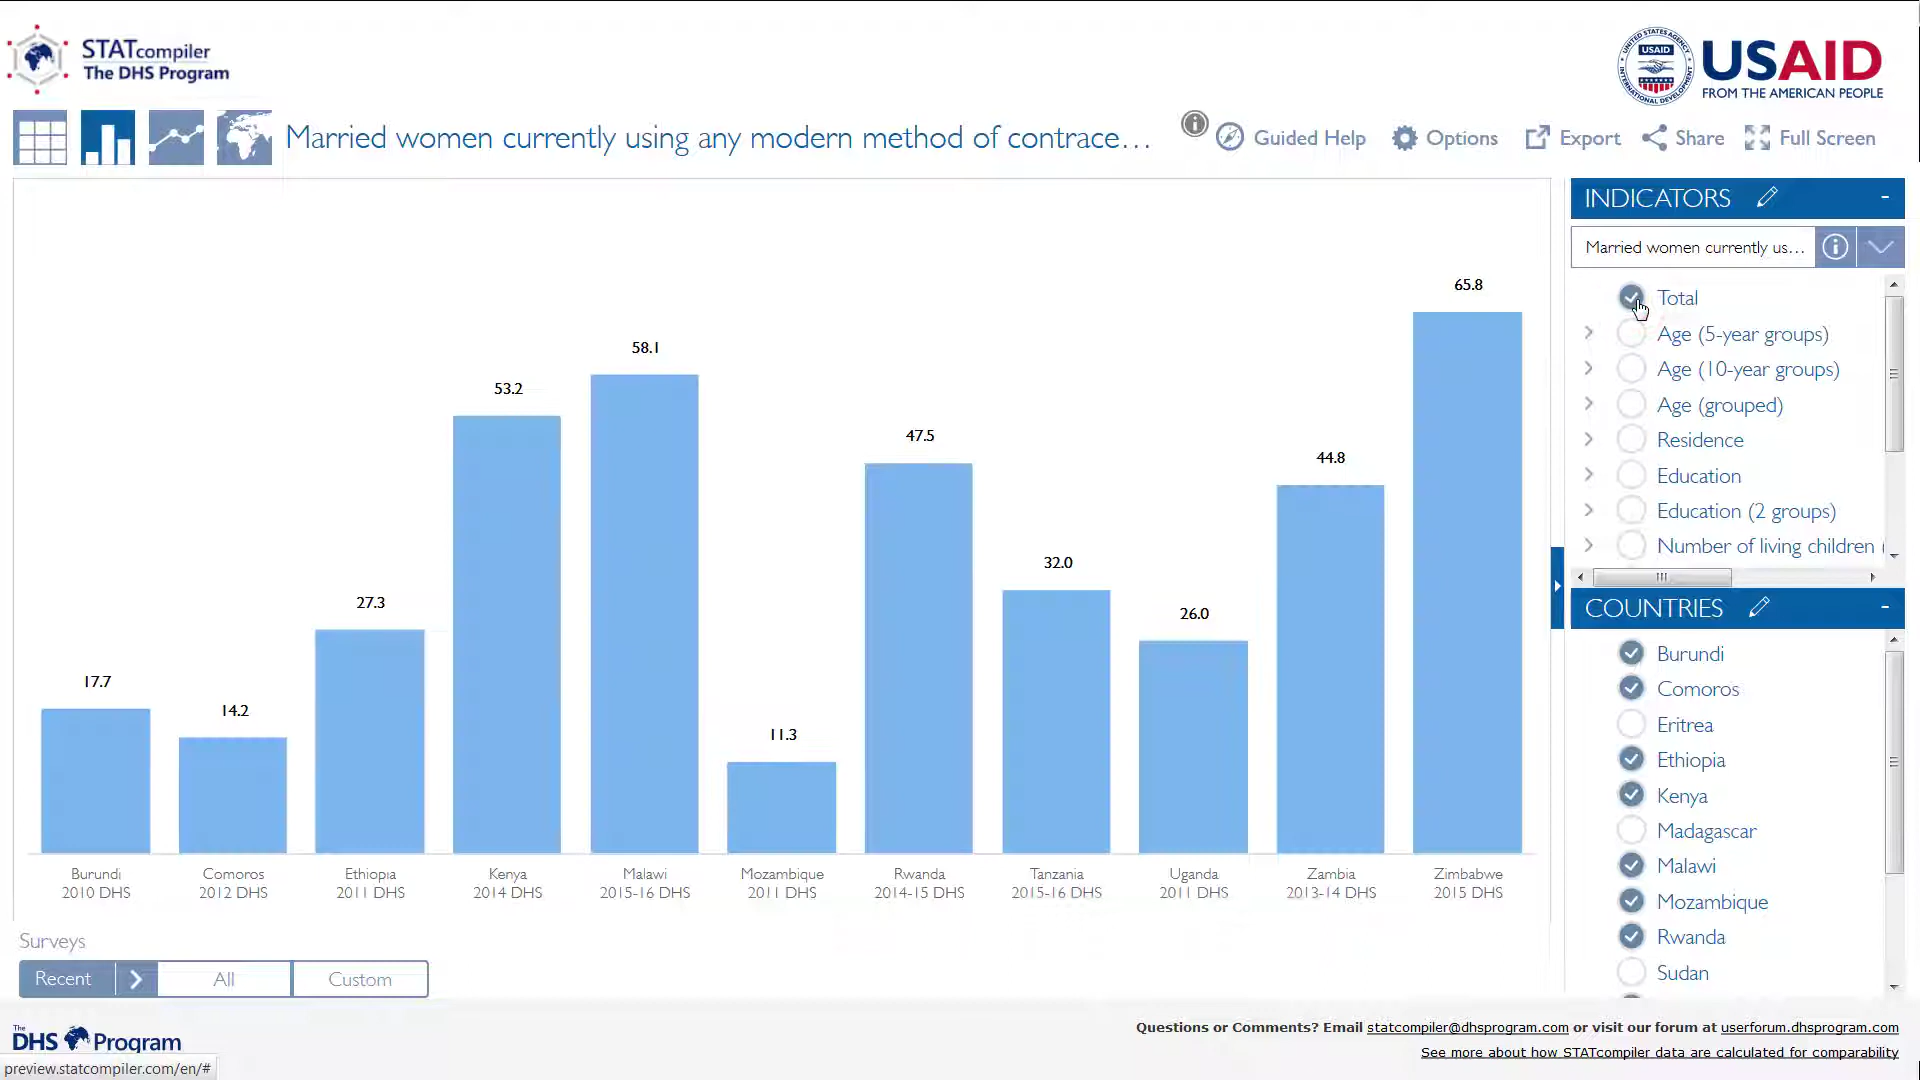 STATcompiler
The DHS Program
UNITED STATES AGENCY
USAID
INTERNATIONAL DEVELOPMENT
USAID
FROM THE AMERICAN PEOPLE
Married women currently using any modern method of contrace...
Guided Help
Options
Export
Share
Full Screen
INDICATORS
-
Married women currently us...
Total
Age (5-year groups)
Age (10-year groups)
Age (grouped)
Residence
Education
Education (2 groups)
Number of living children (
COUNTRIES
-
Burundi
Comoros
Eritrea
Ethiopia
Kenya
Madagascar
Malawi
Mozambique
Rwanda
Sudan
17.7
14.2
27.3
53.2
58.1
11.3
47.5
32.0
26.0
44.8
65.8
Burundi
2010 DHS
Comoros
2012 DHS
Ethiopia
2011 DHS
Kenya
2014 DHS
Malawi
2015-16 DHS
Mozambique
2011 DHS
Rwanda
2014-15 DHS
Tanzania
2015-16 DHS
Uganda
2011 DHS
Zambia
2013-14 DHS
Zimbabwe
2015 DHS
Surveys
Recent
All
Custom
The
DHS Program
Questions or Comments? Email statcompiler@dhsprogram.com or visit our forum at userforum.dhsprogram.com
See more about how STATcompiler data are calculated for comparability
preview.statcompiler.com/en/#